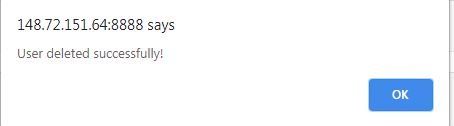 148.72.151.64:8888 says
User deleted successfully!
OK